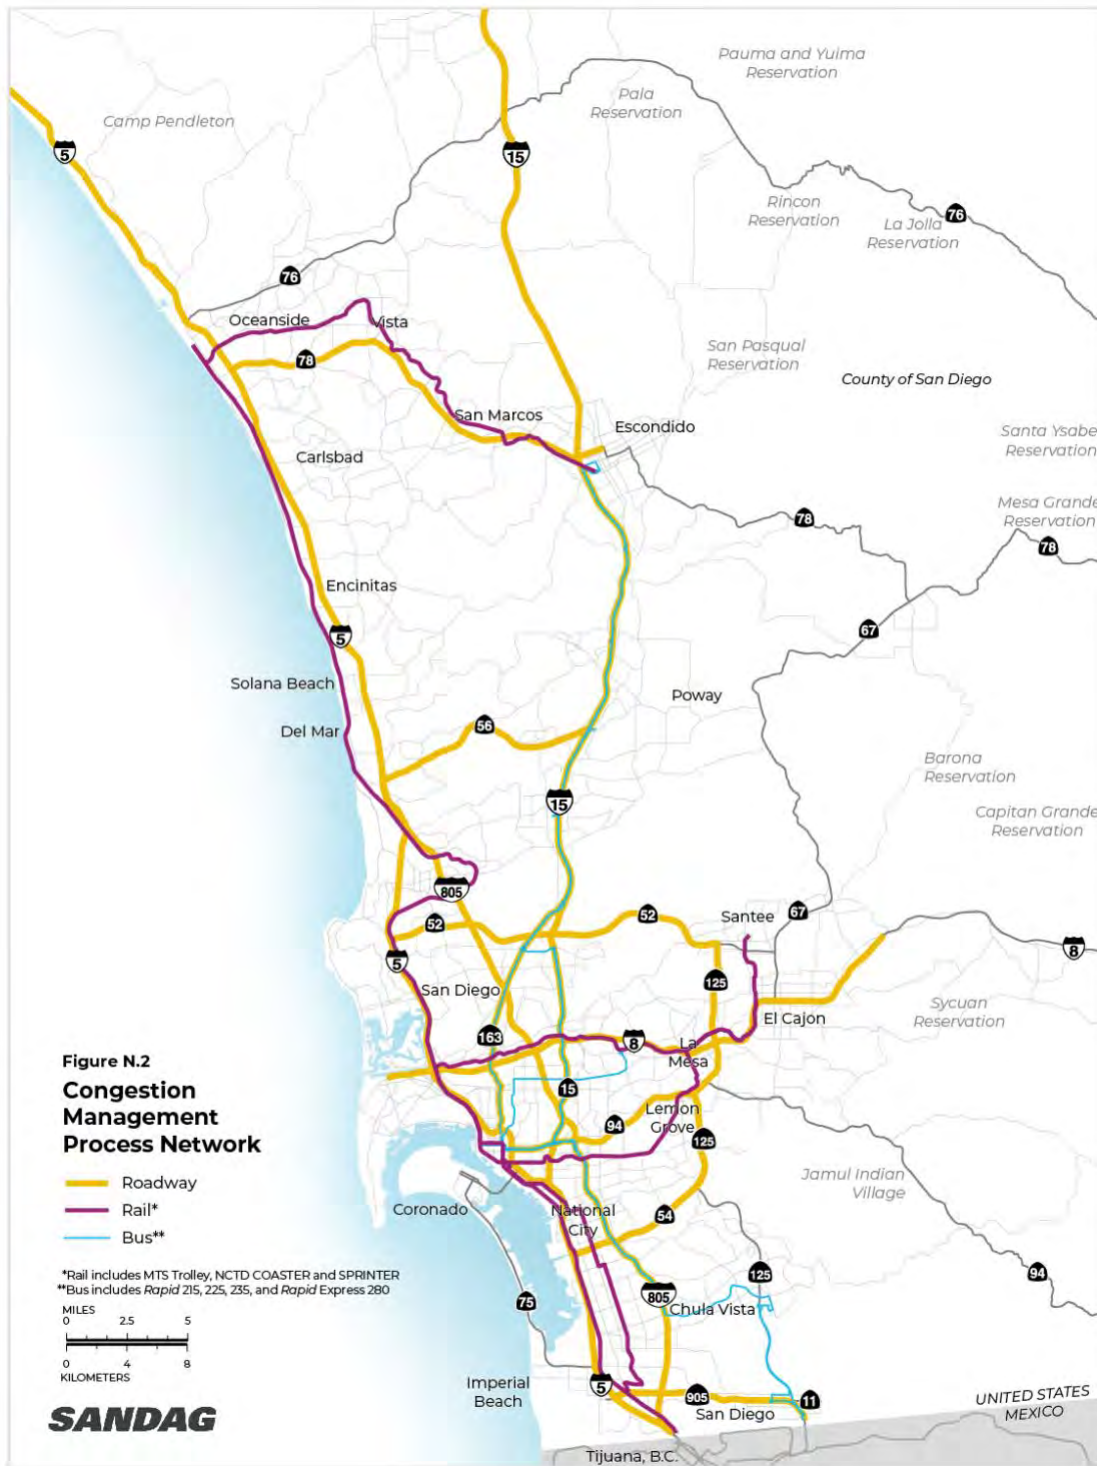 Pauma and Yuima
Reservation
Pala
Reservation
Camp Pendleton
5
15
Rincon
Reservation
La Jolla
Reservation
76
76
Oceanside
Vista
78
San Pasqual
Reservation
County of San Diego
San Marcos
Escondido
Santa Ysabe
Reservation
Carlsbad
Mesa Grande
Reservation
78
78
Encinitas
5
67
Solana Beach
Poway
Del Mar
56
Barona
Reservation
15
Capitan Grande
Reservation
805
52
52
Santee
67
8
5
125
San Diego
Sycuan
Reservation
El Cajon
163
8
La
Mesa
15
Lemon
Grove
94
125
Jamul Indian
Village
Coronado
National
City
54
125
94
75
805
Chula Vista
Imperial
Beach
5
905
11
San Diego
UNITED STATES
MEXICO
Tijuana, B.C.
Figure N.2
Congestion
Management
Process Network
Roadway
Rail*
Bus**
*Rail includes MTS Trolley, NCTD COASTER and SPRINTER
**Bus includes Rapid 215, 225, 235, and Rapid Express 280
MILES
0 2.5 5
0 4 8
KILOMETERS
SANDAG